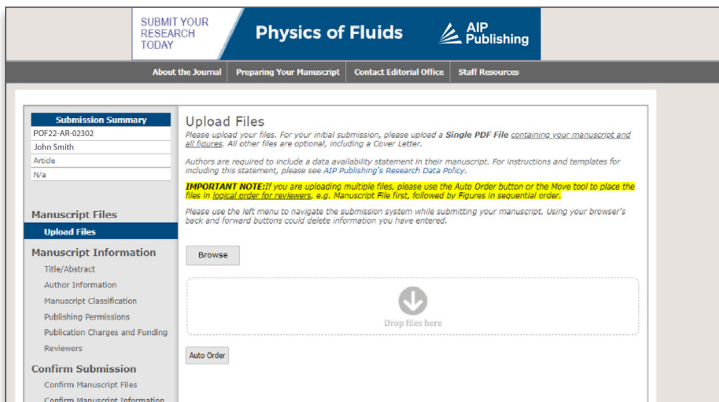 SUBMIT YOUR
RESEARCH
TODAY
Physics of Fluids
AIP
Publishing
About the Journal
Preparing Your Manuscript
Contact Editorial Office
Staff Resources
Submission Summary
POF22-AR-02302
John Smith
Article
N/a
Manuscript Files
Upload Files
Manuscript Information
Title/Abstract
Author Information
Manuscript Classification
Publishing Permissions
Publication Charges and Funding
Reviewers
Confirm Submission
Confirm Manuscript Files
Confirm Manuscript Information
Upload Files
Please upload your files. For your initial submission, please upload a Single PDF File containing your manuscript and
all figures. All other files are optional, including a Cover Letter.
Authors are required to include a data availability statement in their manuscript. For instructions and templates for
including this statement, please see AIP Publishing's Research Data Policy.
IMPORTANT NOTE:If you are uploading multiple files, please use the Auto Order button or the Move tool to place the
files in logical order for reviewers, e.g. Manuscript File first, followed by Figures in sequential order.
Please use the left menu to navigate the submission system while submitting your manuscript. Using your browser's
back and forward buttons could delete information you have entered.
Browse
Drop files here
Auto Order